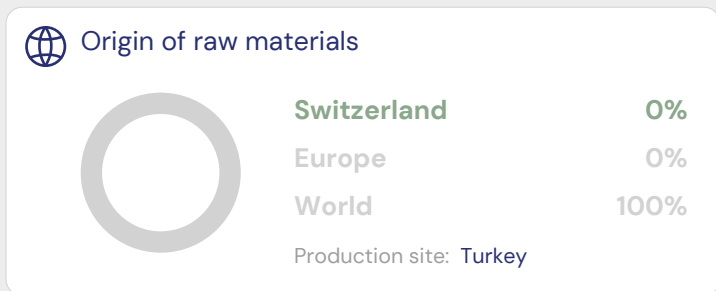 Origin of raw materials
Switzerland 0%
Europe 0%
World 100%
Production site: Turkey